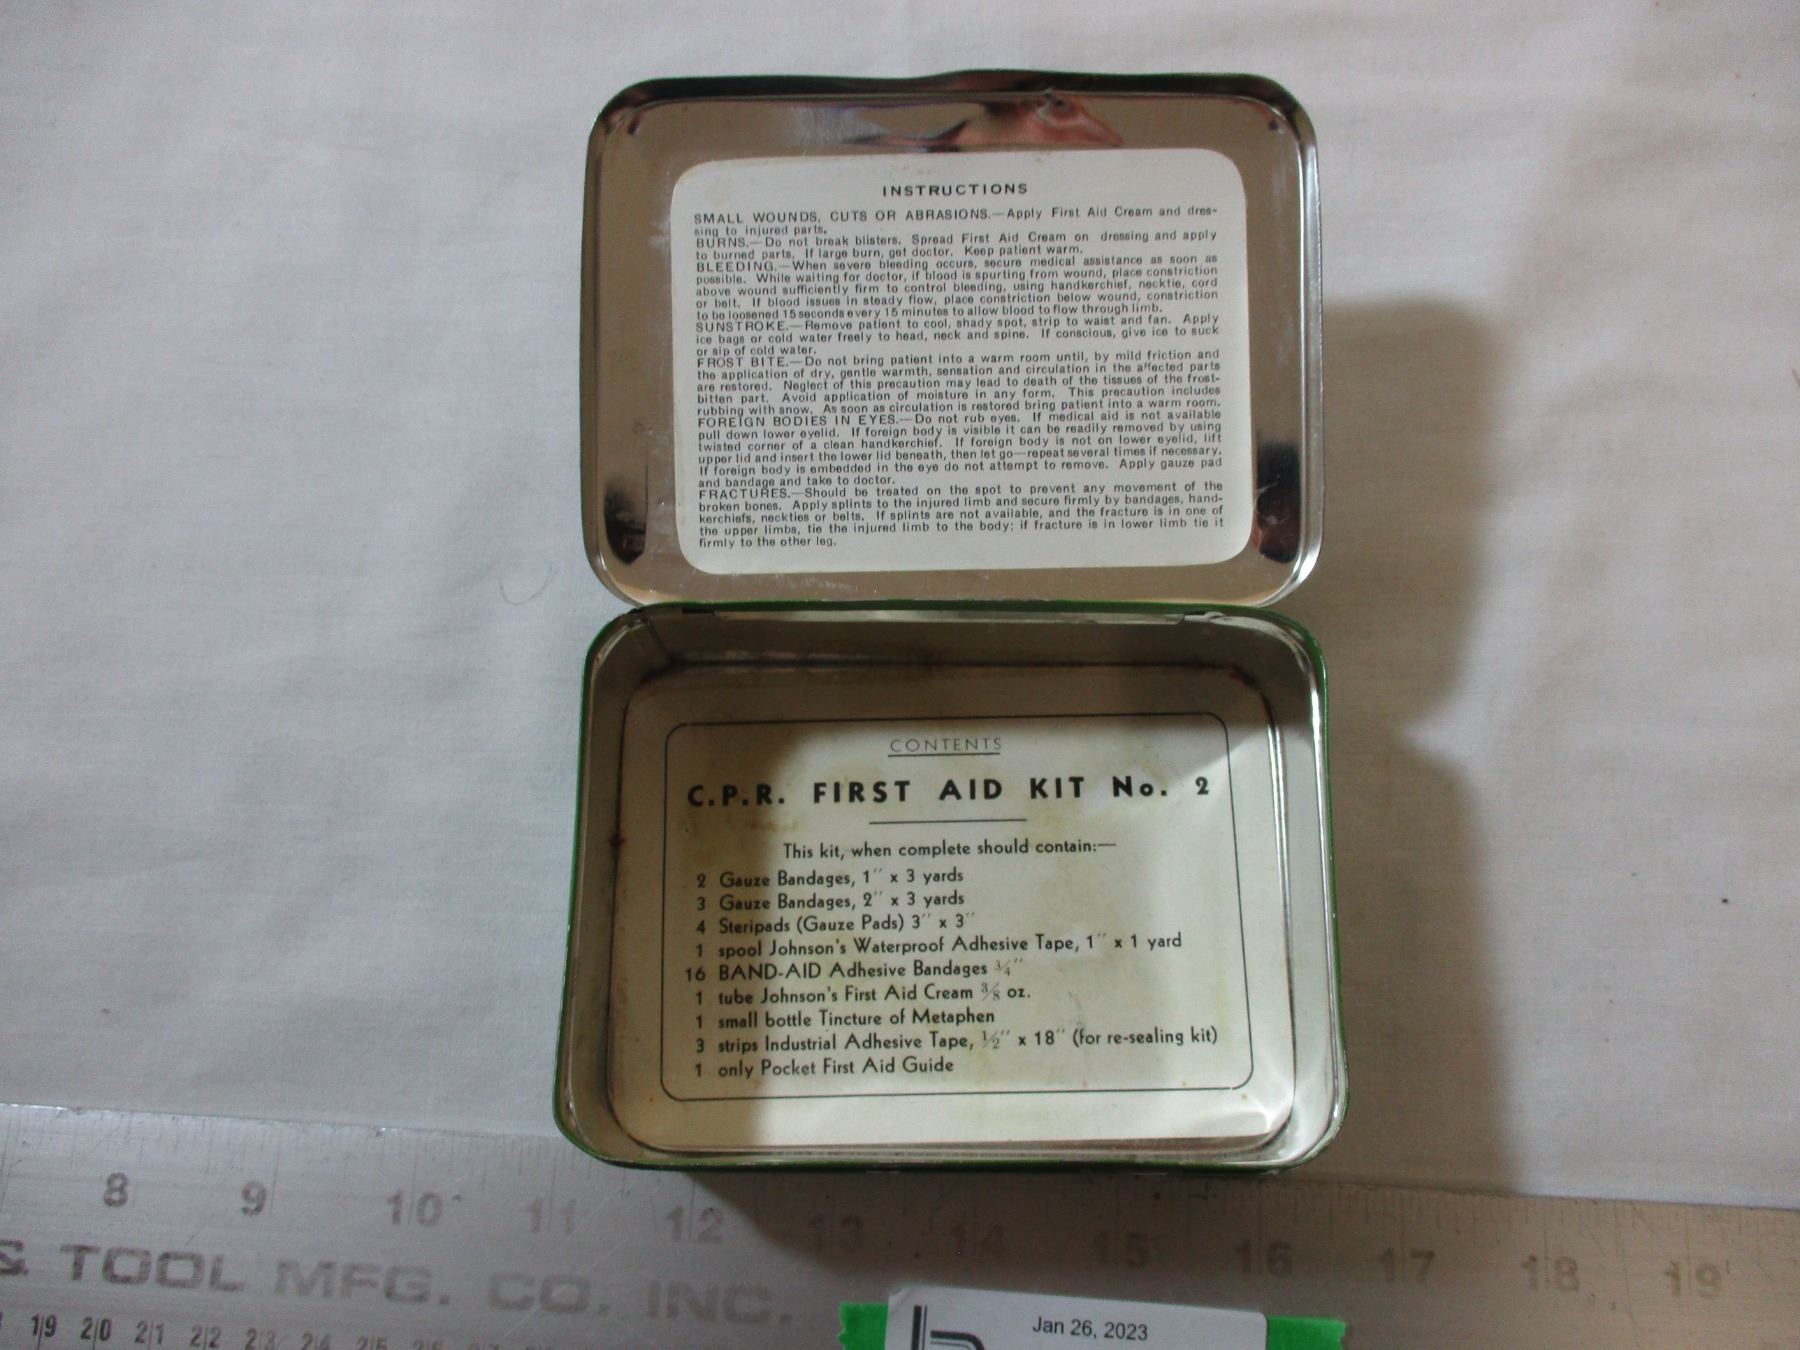 INSTRUCTIONS
SMALL WOUNDS, CUTS OR ABRASIONS.—Apply First Aid Cream and dres-
sing to injured parts.
BURNS.—Do not break blisters. Spread First Aid Cream on dressing and apply
to burned parts. If large burn, get doctor. Keep patient warm.
BLEEDING.—When severe bleeding occurs, secure medical assistance as soon as
possible. While waiting for doctor, if blood is spurting from wound, place constriction
above wound sufficiently firm to control bleeding, using handkerchief, necktie, cord
or belt. If blood issues in steady flow, place constriction below wound, constriction
to be loosened 15 seconds every 15 minutes to allow blood to flow through limb.
SUNSTROKE.—Remove patient to cool, shady spot, strip to waist and fan. Apply
ice bags or cold water freely to head, neck and spine. If conscious, give ice to suck
or sip of cold water.
FROST BITE.—Do not bring patient into a warm room until, by mild friction and
the application of dry, gentle warmth, sensation and circulation in the affected parts
are restored. Neglect of this precaution may lead to death of the tissues of the frost-
bitten part. Avoid application of moisture in any form. This precaution includes
rubbing with snow. As soon as circulation is restored bring patient into a warm room.
FOREIGN BODIES IN EYES.—Do not rub eyes. If medical aid is not available
pull down lower eyelid. If foreign body is visible it can be readily removed by using
twisted corner of a clean handkerchief. If foreign body is not on lower eyelid, lift
upper lid and insert the lower lid beneath, then let go—repeat several times if necessary.
If foreign body is embedded in the eye do not attempt to remove. Apply gauze pad
and bandage and take to doctor.
FRACTURES.—Should be treated on the spot to prevent any movement of the
broken bones. Apply splints to the injured limb and secure firmly by bandages, hand-
kerchiefs, neckties or belts. If splints are not available, and the fracture is in one of
the upper limbs, tie the injured limb to the body; if fracture is in lower limb tie it
firmly to the other leg.
CONTENTS
C.P.R. FIRST AID KIT No. 2
This kit, when complete should contain:—
2 Gauze Bandages, 1″ x 3 yards
3 Gauze Bandages, 2″ x 3 yards
4 Steripads (Gauze Pads) 3″ x 3″
1 spool Johnson's Waterproof Adhesive Tape, 1″ x 1 yard
16 BAND-AID Adhesive Bandages ¾″
1 tube Johnson's First Aid Cream ⅜ oz.
1 small bottle Tincture of Metaphen
3 strips Industrial Adhesive Tape, ½″ x 18″ (for re-sealing kit)
1 only Pocket First Aid Guide
8 9 10 11 12 13 14 15 16 17 18 19
& TOOL MFG. CO. INC.
19 20 21 22 23 24 25
Jan 26, 2023